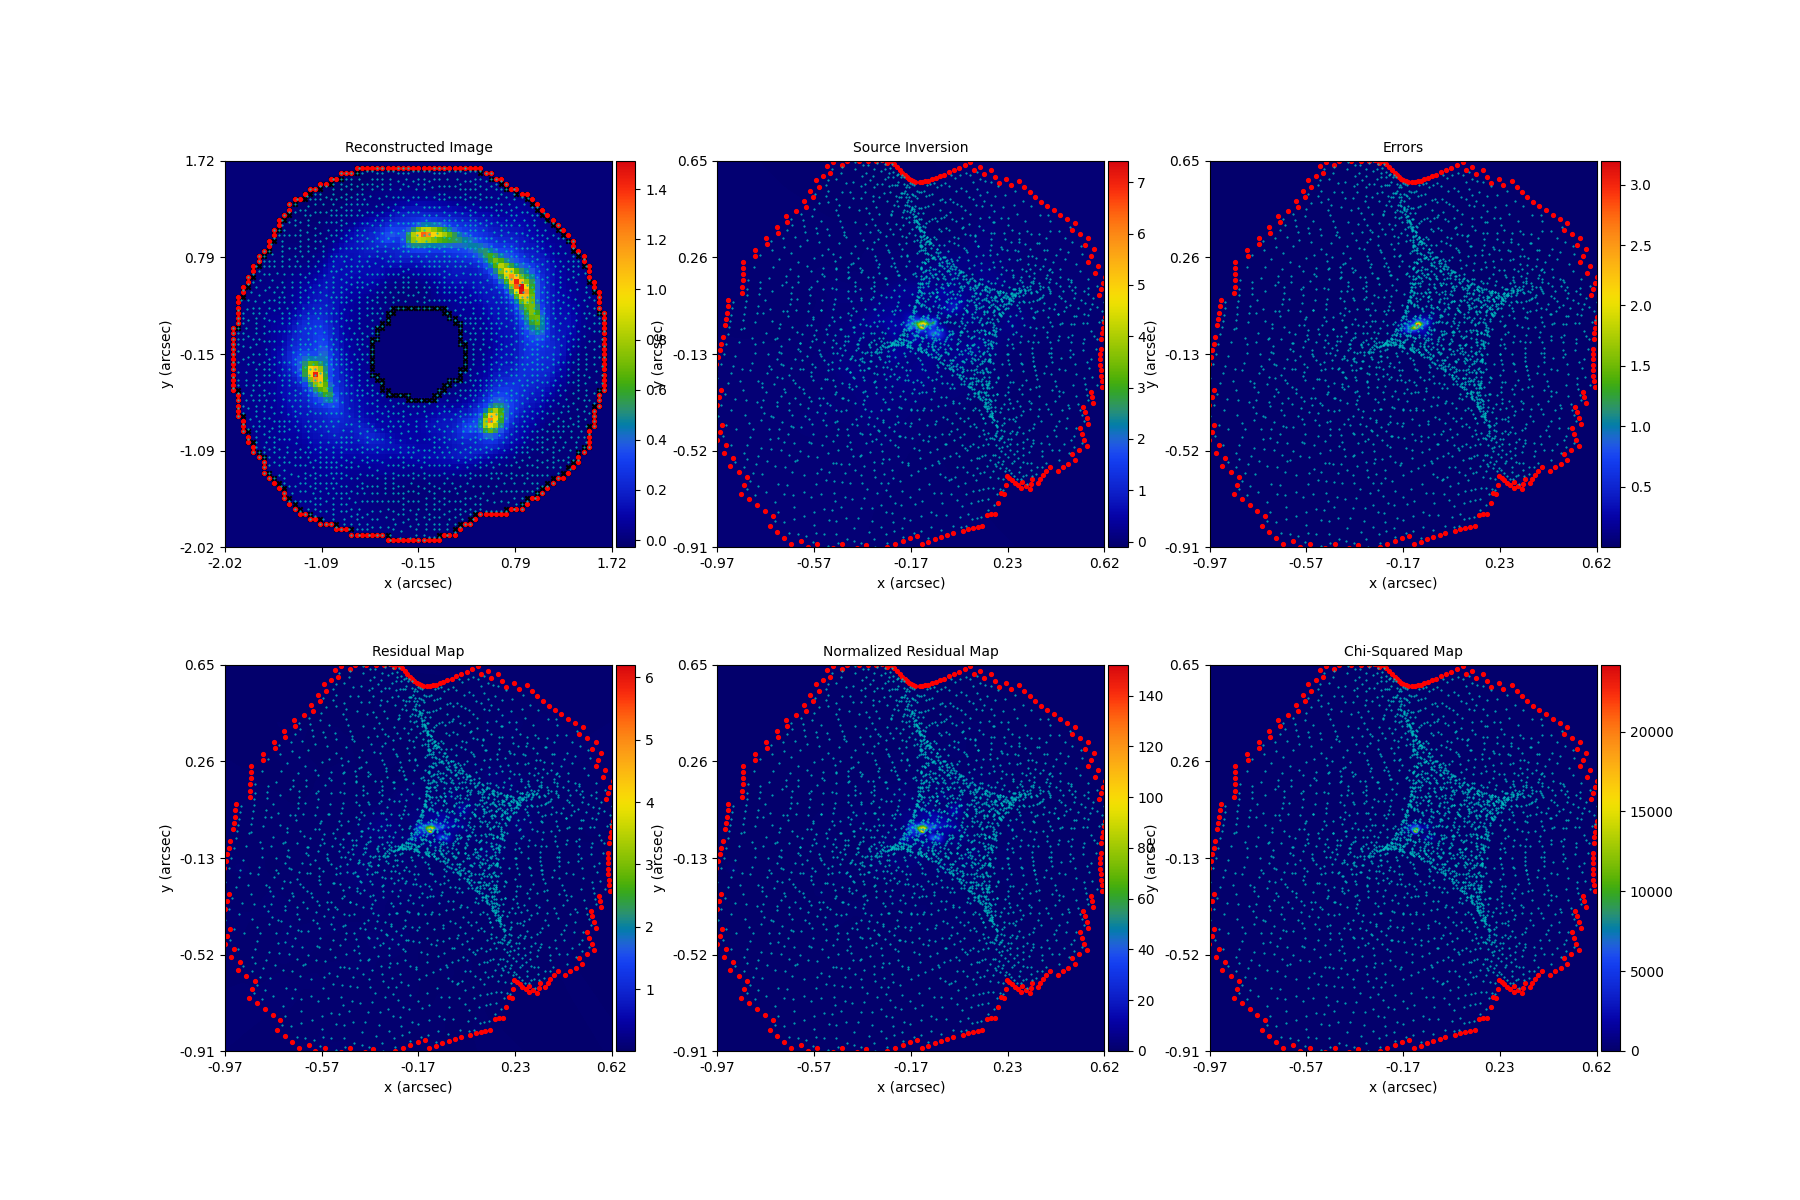 Reconstructed Image
1.72
0.79
-0.15
-1.09
-2.02
y (arcsec)
-2.02 -1.09 -0.15 0.79 1.72
x (arcsec)
1.4
1.2
1.0
0.8
0.6
0.4
0.2
0.0
Source Inversion
0.65
0.26
-0.13
-0.52
-0.91
y (arcsec)
-0.97 -0.57 -0.17 0.23 0.62
x (arcsec)
7
6
5
4
3
2
1
0
Errors
0.65
0.26
-0.13
-0.52
-0.91
y (arcsec)
-0.97 -0.57 -0.17 0.23 0.62
x (arcsec)
3.0
2.5
2.0
1.5
1.0
0.5
Residual Map
0.65
0.26
-0.13
-0.52
-0.91
y (arcsec)
-0.97 -0.57 -0.17 0.23 0.62
x (arcsec)
6
5
4
3
2
1
Normalized Residual Map
0.65
0.26
-0.13
-0.52
-0.91
y (arcsec)
-0.97 -0.57 -0.17 0.23 0.62
x (arcsec)
140
120
100
80
60
40
20
0
Chi-Squared Map
0.65
0.26
-0.13
-0.52
-0.91
y (arcsec)
-0.97 -0.57 -0.17 0.23 0.62
x (arcsec)
20000
15000
10000
5000
0